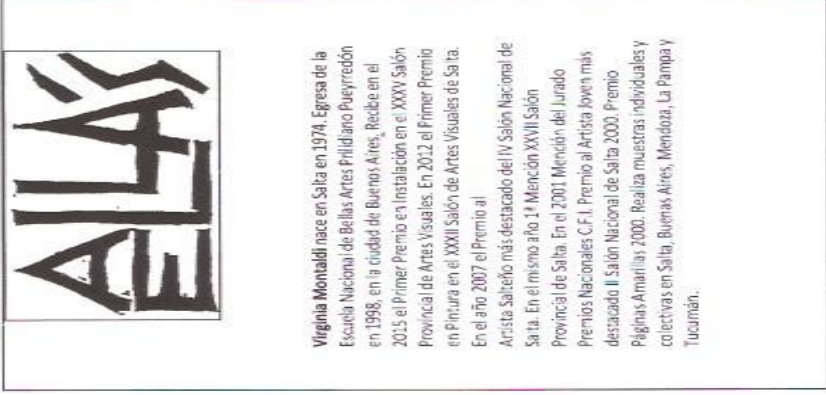 Virginia Montaldi nace en Salta en 1974. Egresa de la
Escuela Nacional de Bellas Artes Prilidiano Pueyrredón
en 1998, en la ciudad de Buenos Aires. Recibe en el
2015 el Primer Premio en Instalación en el XXXV Salón
Provincial de Artes Visuales. En 2012 el Primer Premio
en Pintura en el XXXII Salón de Artes Visuales de Salta.
En el año 2007 el Premio al
Artista Salteño más destacado del IV Salón Nacional de
Salta. En el mismo año 1ª Mención XXVII Salón
Provincial de Salta. En el 2001 Mención del Jurado
Premios Nacionales C.F.I. Premio al Artista Joven más
destacado II Salón Nacional de Salta 2000. Premio
Páginas Amarillas 2000. Realiza muestras individuales y
colectivas en Salta, Buenas Aires, Mendoza, La Pampa y
Tucumán.